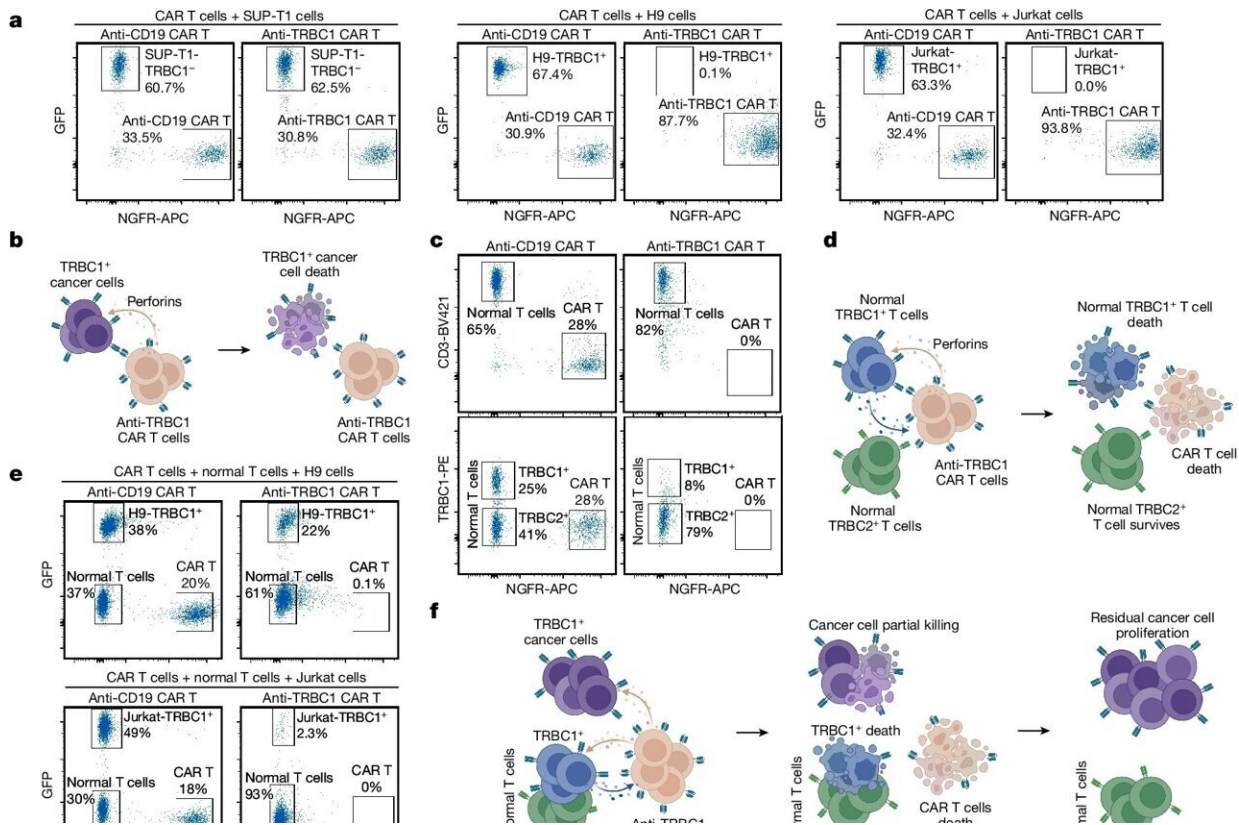 a
CAR T cells + SUP-T1 cells
Anti-CD19 CAR T
Anti-TRBC1 CAR T
SUP-T1-
TRBC1⁻
60.7%
Anti-CD19 CAR T
33.5%
SUP-T1-
TRBC1⁻
62.5%
Anti-TRBC1 CAR T
30.8%
GFP
NGFR-APC
NGFR-APC
CAR T cells + H9 cells
Anti-CD19 CAR T
Anti-TRBC1 CAR T
H9-TRBC1⁺
67.4%
Anti-CD19 CAR T
30.9%
H9-TRBC1⁺
0.1%
Anti-TRBC1 CAR T
87.7%
GFP
NGFR-APC
NGFR-APC
CAR T cells + Jurkat cells
Anti-CD19 CAR T
Anti-TRBC1 CAR T
Jurkat-
TRBC1⁺
63.3%
Anti-CD19 CAR T
32.4%
Jurkat-
TRBC1⁺
0.0%
Anti-TRBC1 CAR T
93.8%
GFP
NGFR-APC
NGFR-APC
b
TRBC1⁺
cancer cells
Perforins
Anti-TRBC1
CAR T cells
TRBC1⁺ cancer
cell death
Anti-TRBC1
CAR T cells
c
Anti-CD19 CAR T
Anti-TRBC1 CAR T
CD3-BV421
Normal T cells
65%
CAR T
28%
Normal T cells
82%
CAR T
0%
TRBC1-PE
Normal T cells
TRBC1⁺
25%
TRBC2⁺
41%
CAR T
28%
Normal T cells
TRBC1⁺
8%
TRBC2⁺
79%
CAR T
0%
NGFR-APC
NGFR-APC
d
Normal
TRBC1⁺ T cells
Perforins
Anti-TRBC1
CAR T cells
Normal
TRBC2⁺ T cells
Normal TRBC1⁺ T cell
death
CAR T cell
death
Normal TRBC2⁺
T cell survives
e
CAR T cells + normal T cells + H9 cells
Anti-CD19 CAR T
Anti-TRBC1 CAR T
H9-TRBC1⁺
38%
Normal T cells
37%
CAR T
20%
H9-TRBC1⁺
22%
Normal T cells
61%
CAR T
0.1%
GFP
CAR T cells + normal T cells + Jurkat cells
Anti-CD19 CAR T
Anti-TRBC1 CAR T
Jurkat-TRBC1⁺
49%
Normal T cells
30%
CAR T
18%
Jurkat-TRBC1⁺
2.3%
Normal T cells
93%
CAR T
0%
GFP
f
TRBC1⁺
cancer cells
TRBC1⁺
T cells
Anti-TRBC1
Cancer cell partial killing
TRBC1⁺ death
T cells
CAR T cells
death
Residual cancer cell
proliferation
T cells